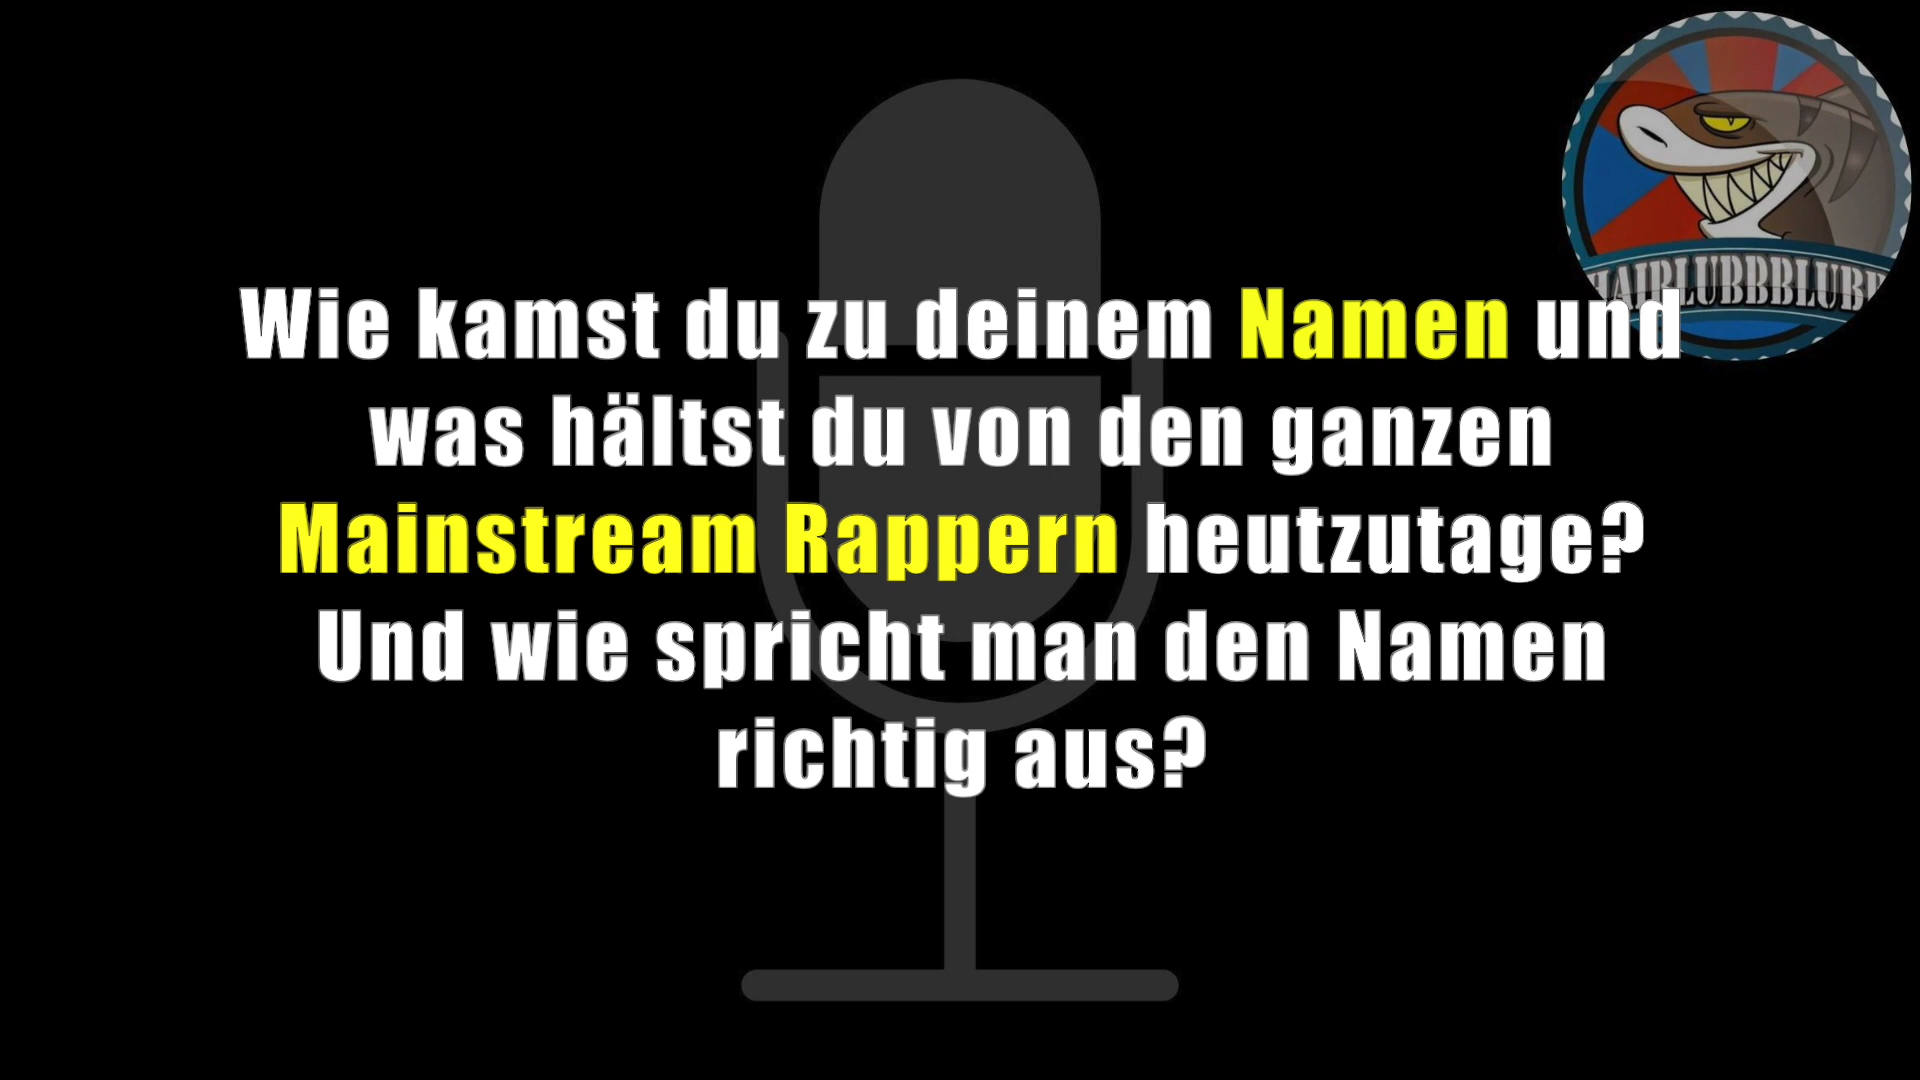 HAIPLUBBBLUBB
Wie kamst du zu deinem Namen und
was hältst du von den ganzen
Mainstream Rappern heutzutage?
Und wie spricht man den Namen
richtig aus?